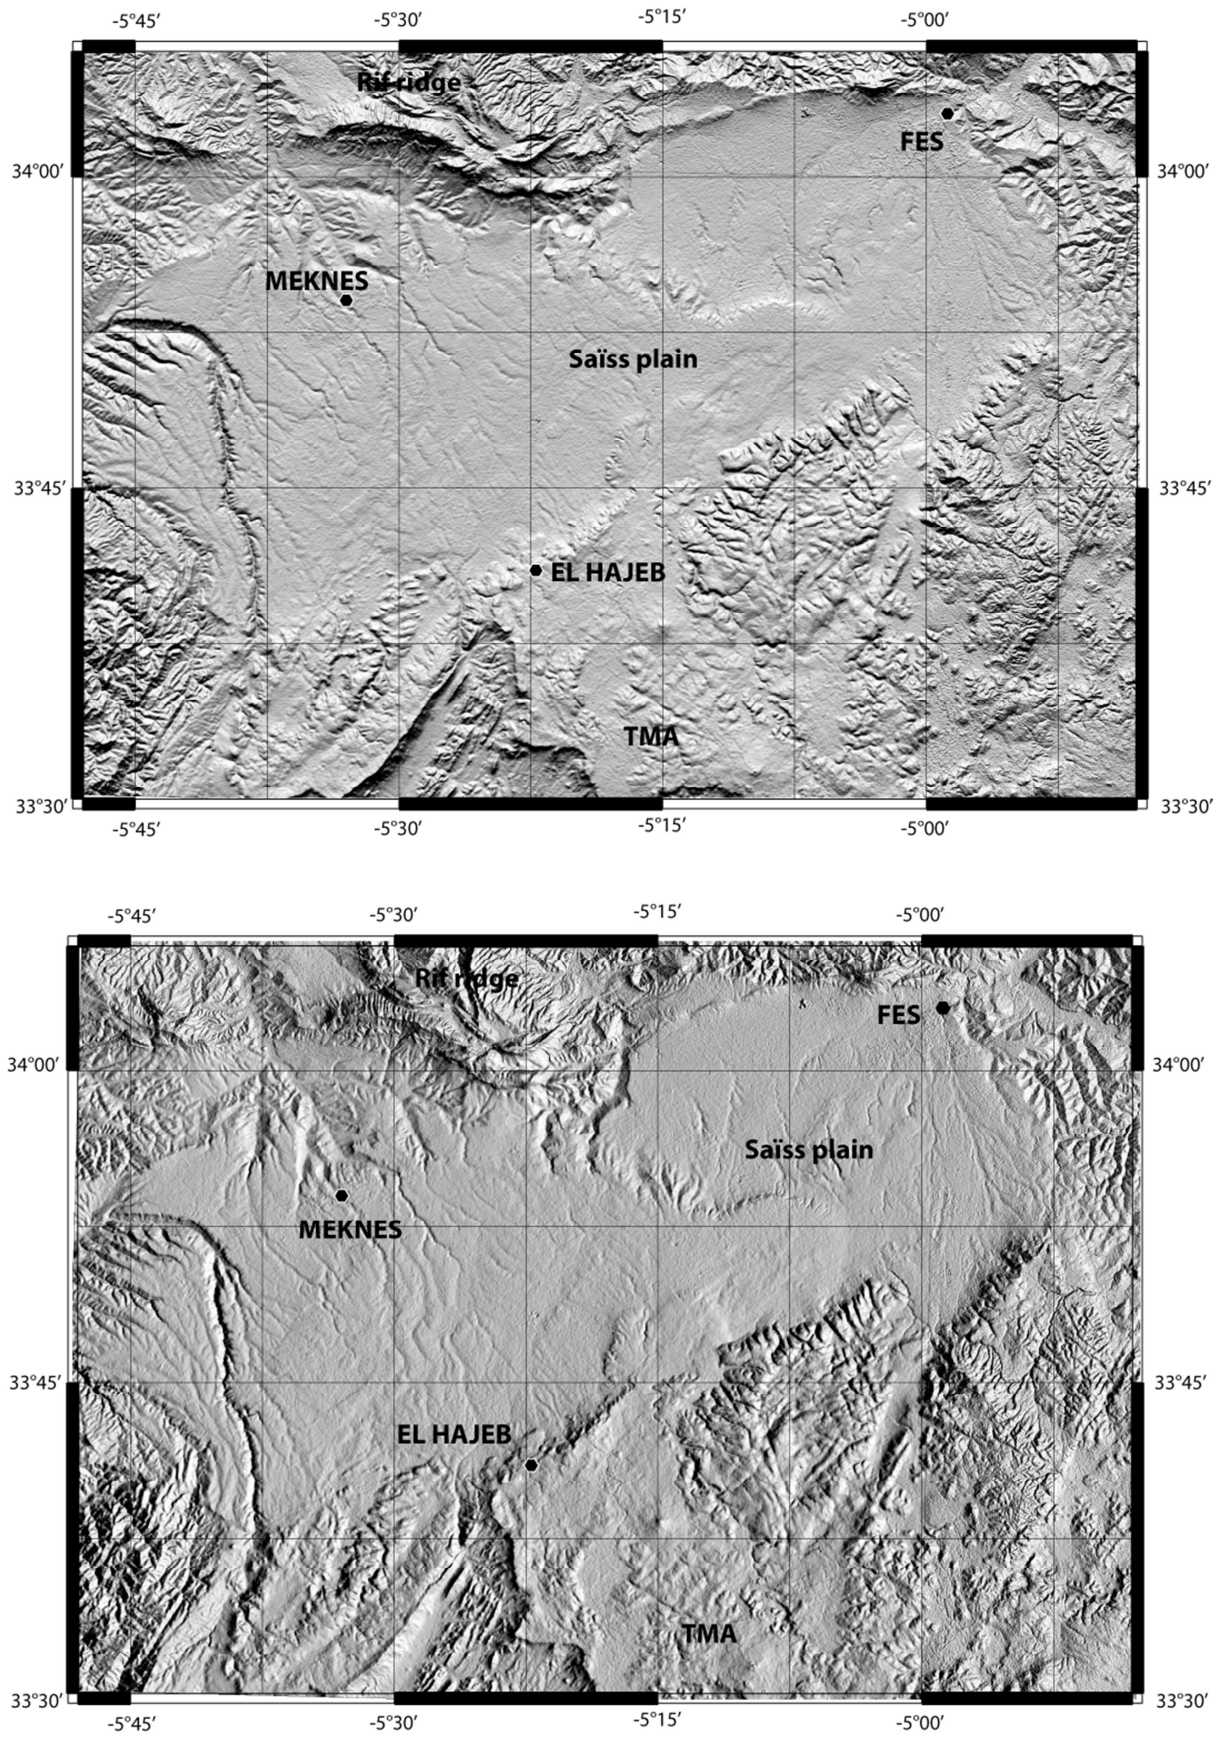 -5°45′ -5°30′ -5°15′ -5°00′
Rif ridge
FES
34°00′ 34°00′
MEKNES
Saïss plain
33°45′ 33°45′
EL HAJEB
TMA
33°30′ 33°30′
-5°45′ -5°30′ -5°15′ -5°00′
-5°45′ -5°30′ -5°15′ -5°00′
Rif ridge
FES
34°00′ 34°00′
Saïss plain
MEKNES
33°45′ 33°45′
EL HAJEB
TMA
33°30′ 33°30′
-5°45′ -5°30′ -5°15′ -5°00′